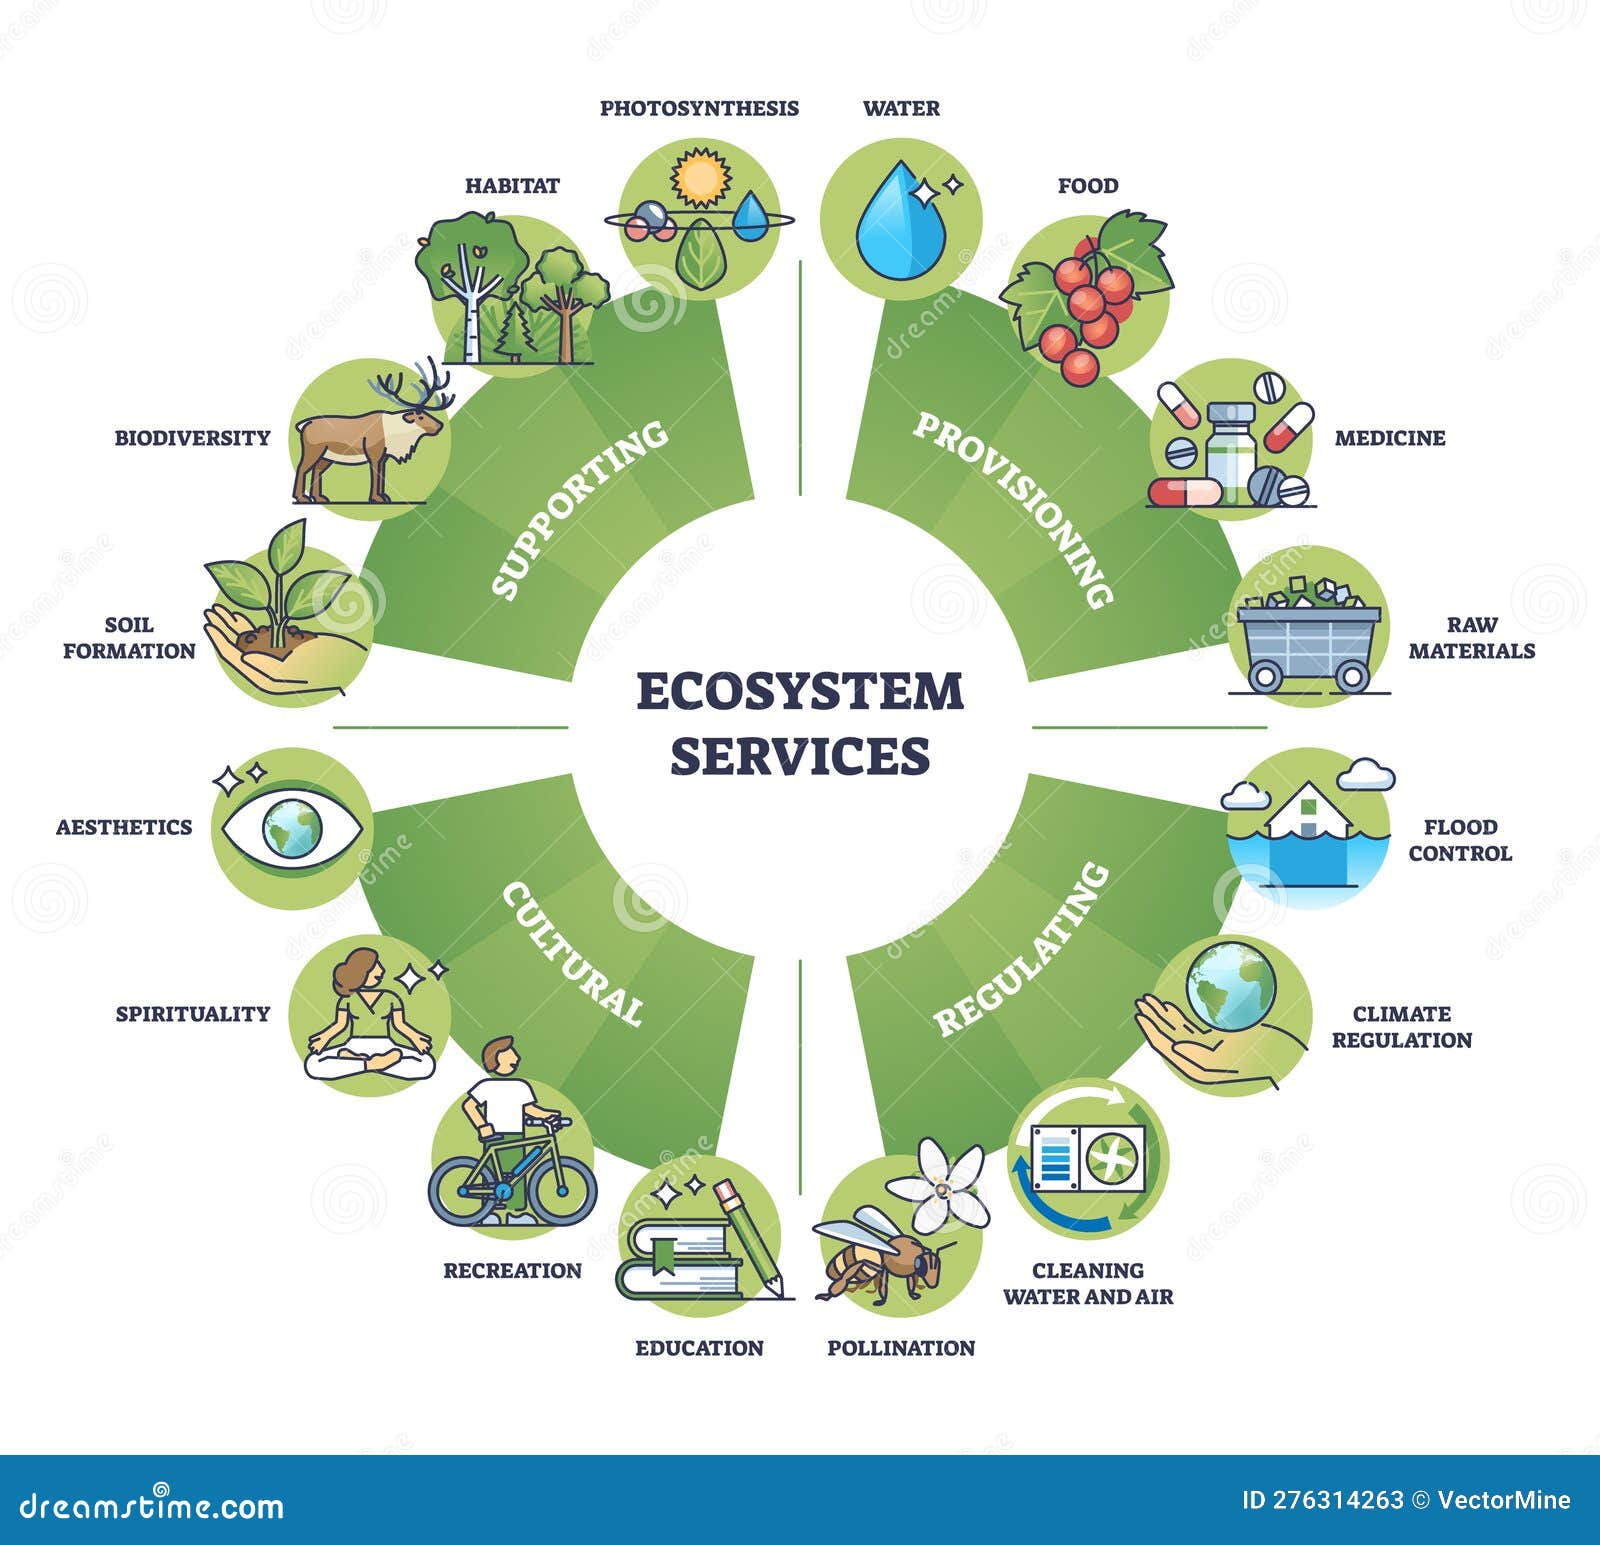 PHOTOSYNTHESIS
WATER
HABITAT
FOOD
BIODIVERSITY
MEDICINE
SUPPORTING
PROVISIONING
SOIL
FORMATION
RAW
MATERIALS
ECOSYSTEM
SERVICES
AESTHETICS
FLOOD
CONTROL
CULTURAL
REGULATING
SPIRITUALITY
CLIMATE
REGULATION
RECREATION
CLEANING
WATER AND AIR
EDUCATION
POLLINATION
dreamstime.com
ID 276314263 © VectorMine